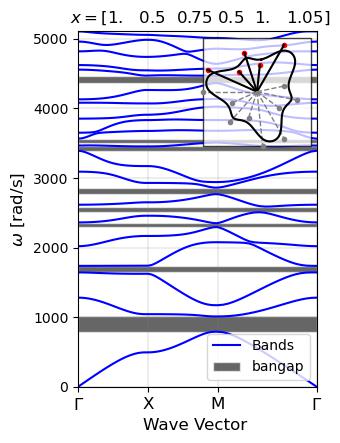 x = [1. 0.5 0.75 0.5 1. 1.05]
5000
4000
3000
2000
1000
0
ω [rad/s]
Bands
bangap
Γ X M Γ
Wave Vector